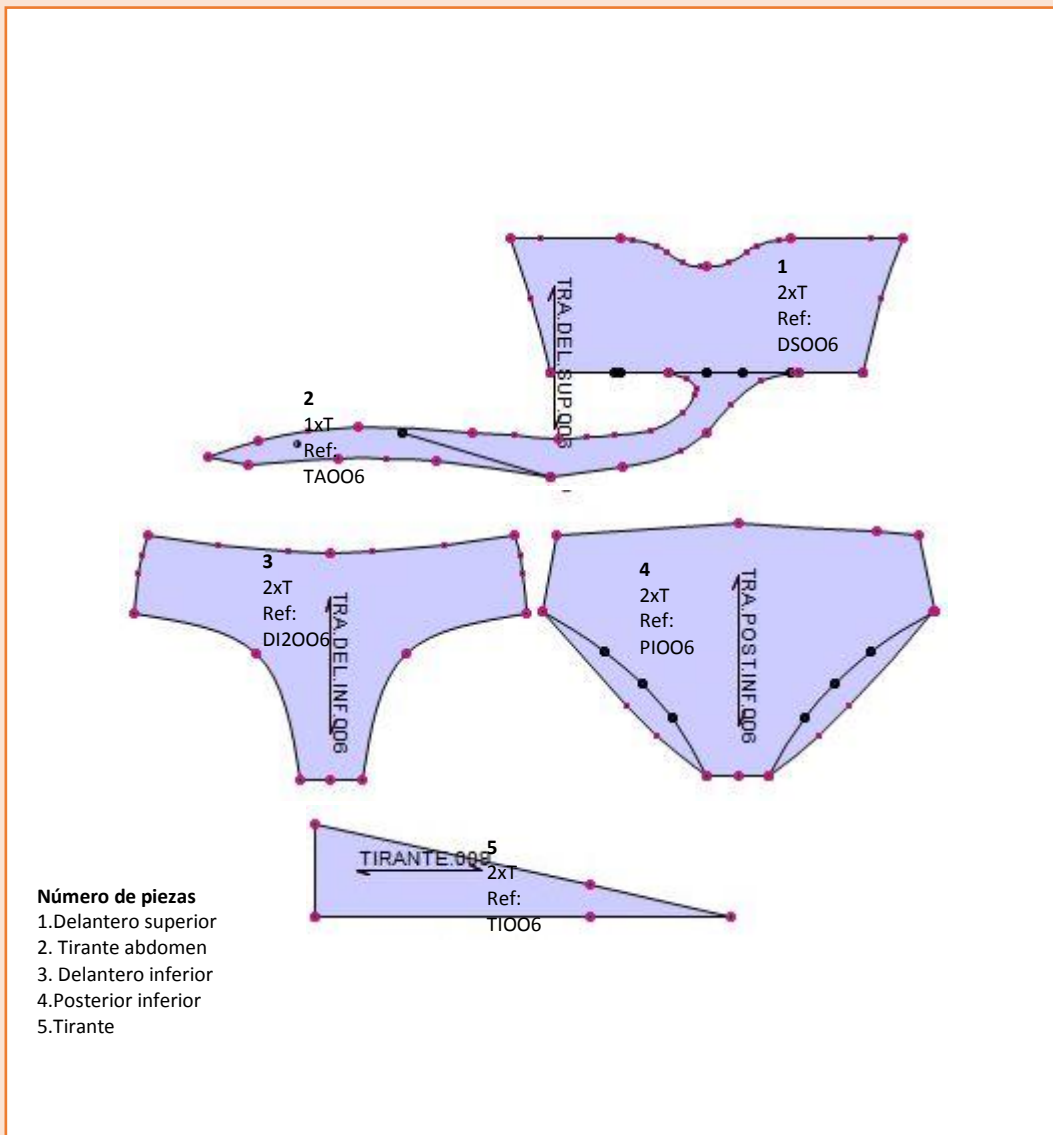 1
2xT
Ref:
DSOO6
TRA.DEL.SUP.006
2
1xT
Ref:
TAOO6
3
2xT
Ref:
DI2OO6
TRA.DEL.INF.006
4
2xT
Ref:
PIOO6
TRA.POST.INF.006
5
TIRANTE.008
2xT
Ref:
TIOO6
Número de piezas
1.Delantero superior
2. Tirante abdomen
3. Delantero inferior
4.Posterior inferior
5.Tirante